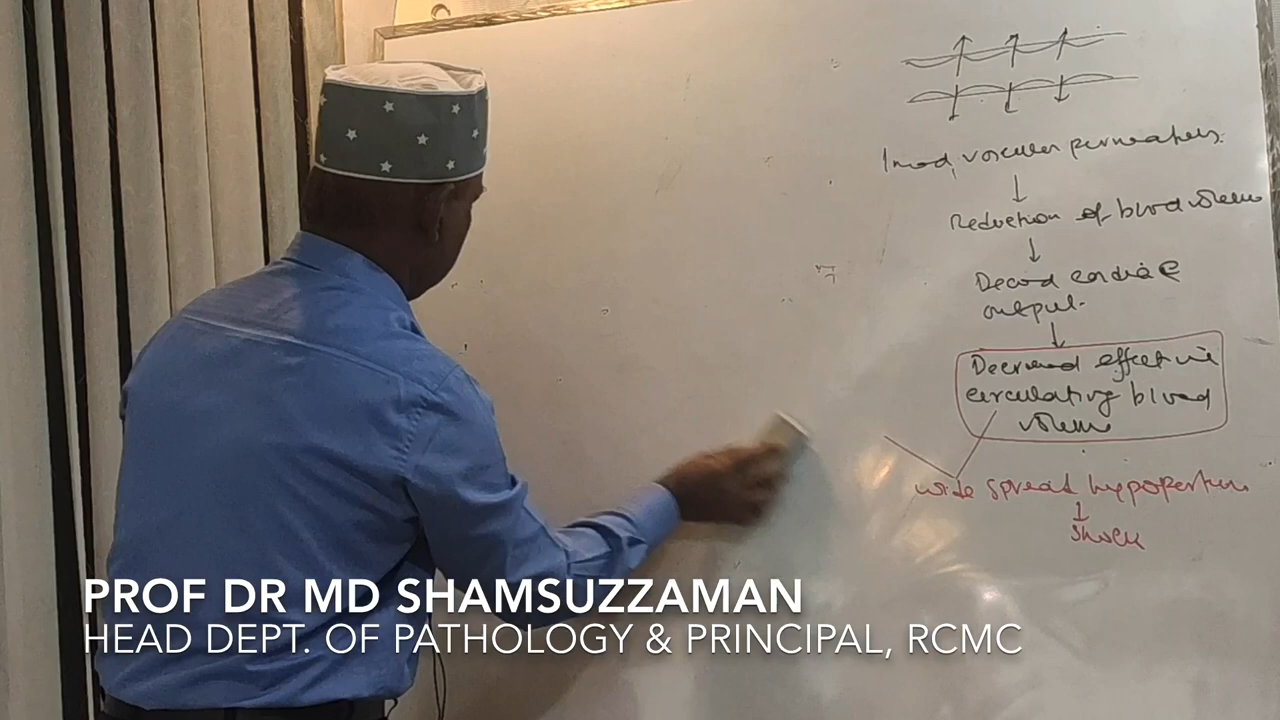 Incd, vascular permeability.
Reduction of blood volume
Decrd cardiac
output.
Decreased effective
circulating blood
volume
wide spread hypoperfusion
Shock
PROF DR MD SHAMSUZZAMAN
HEAD DEPT. OF PATHOLOGY & PRINCIPAL, RCMC